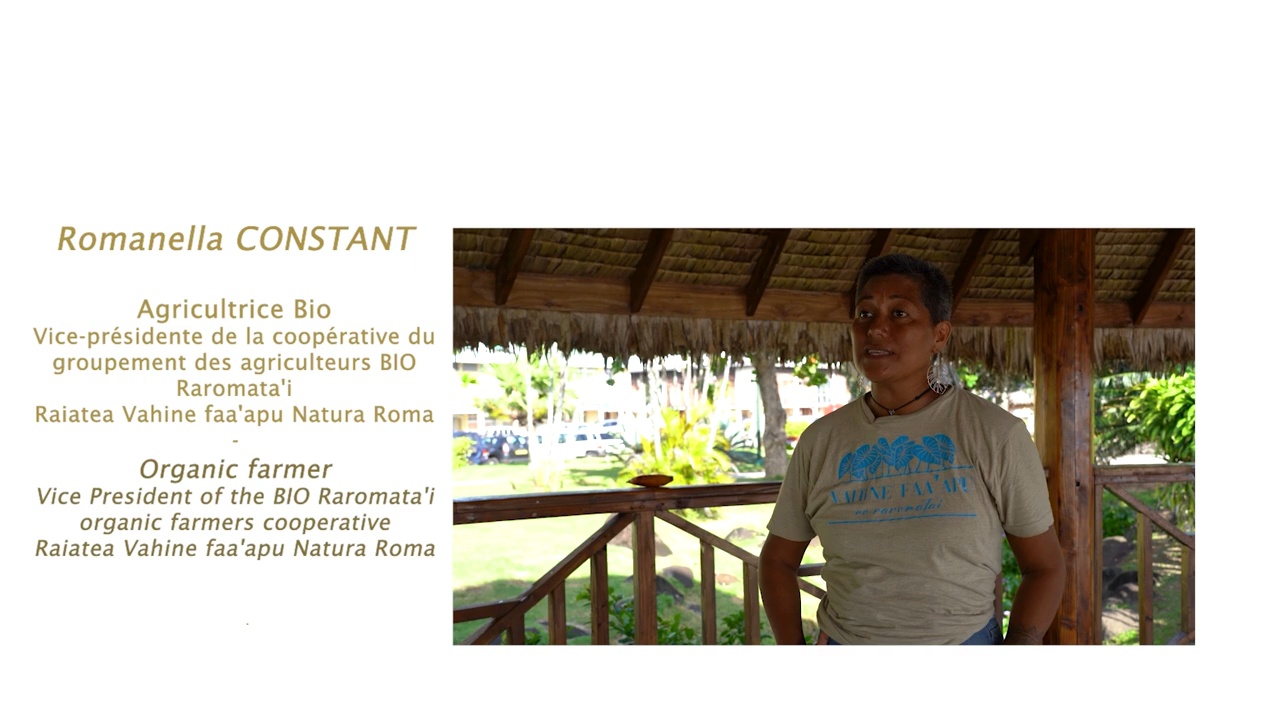 Romanella CONSTANT
Agricultrice Bio
Vice-présidente de la coopérative du
groupement des agriculteurs BIO
Raromata'i
Raiatea Vahine faa'apu Natura Roma
-
Organic farmer
Vice President of the BIO Raromata'i
organic farmers cooperative
Raiatea Vahine faa'apu Natura Roma
.
VAHINE FAA'APU
no raromatai